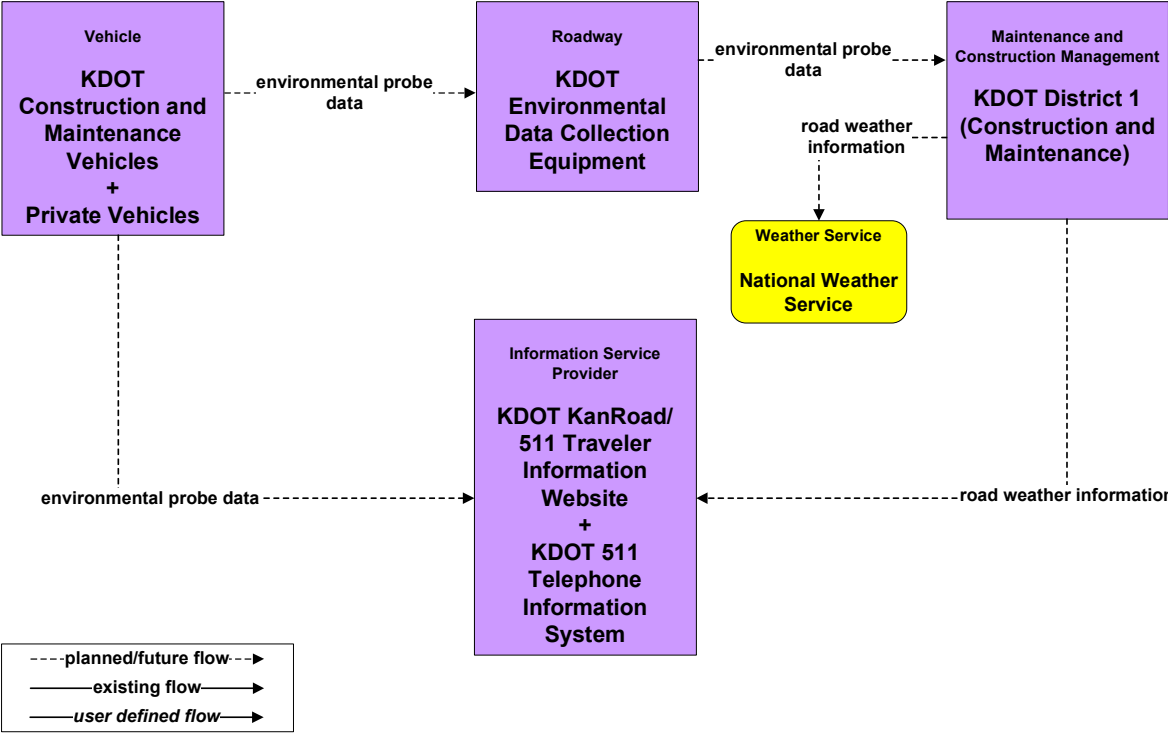 Vehicle
KDOT
Construction and
Maintenance
Vehicles
+
Private Vehicles
environmental probe
data
Roadway
KDOT
Environmental
Data Collection
Equipment
environmental probe
data
Maintenance and
Construction Management
KDOT District 1
(Construction and
Maintenance)
road weather
information
Weather Service
National Weather
Service
Information Service
Provider
KDOT KanRoad/
511 Traveler
Information
Website
+
KDOT 511
Telephone
Information
System
environmental probe data
road weather information
planned/future flow
existing flow
user defined flow